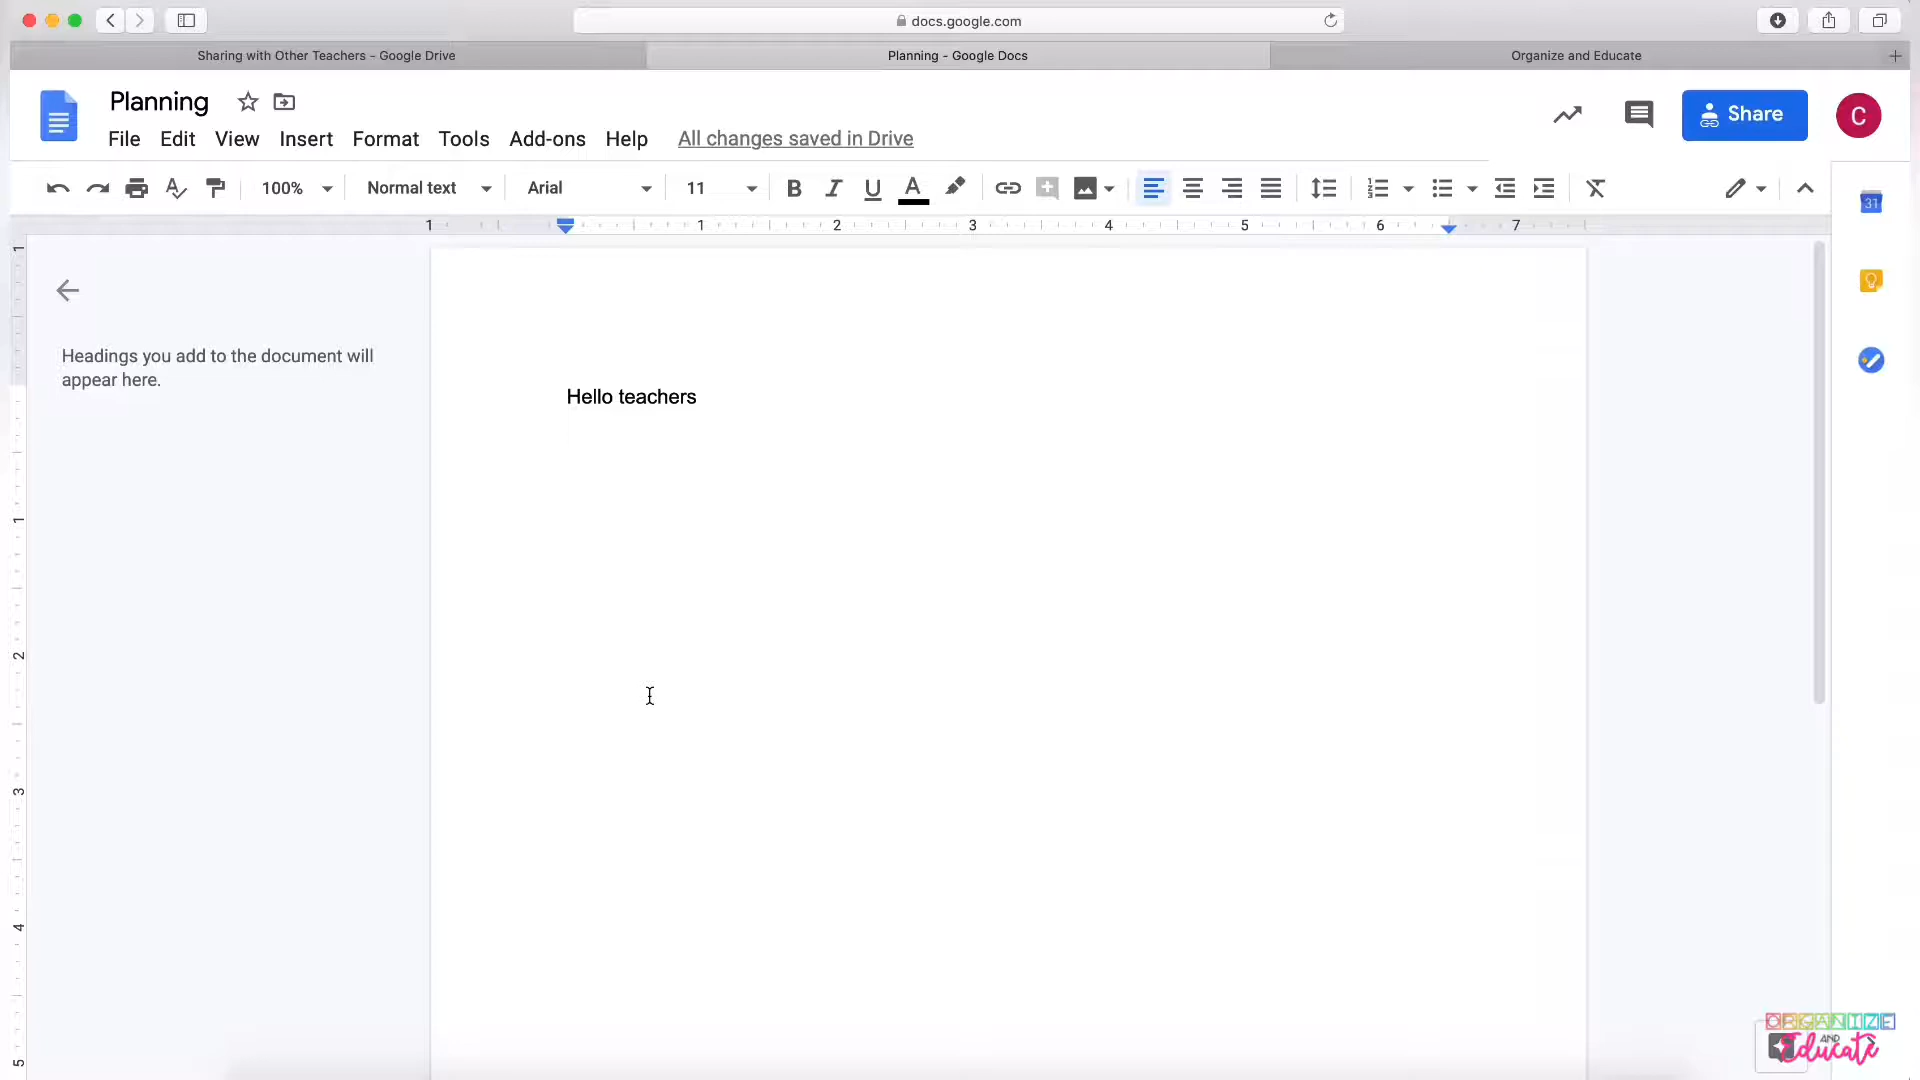 docs.google.com
Sharing with Other Teachers - Google Drive
Planning - Google Docs
Organize and Educate
Planning
File Edit View Insert Format Tools Add-ons Help All changes saved in Drive
Share
C
100% Normal text Arial 11 B I U A
1 1 2 3 4 5 6 7
31
Headings you add to the document will
appear here.
Hello teachers
1
1
2
3
4
5
ORGANIZE
AND
Educate